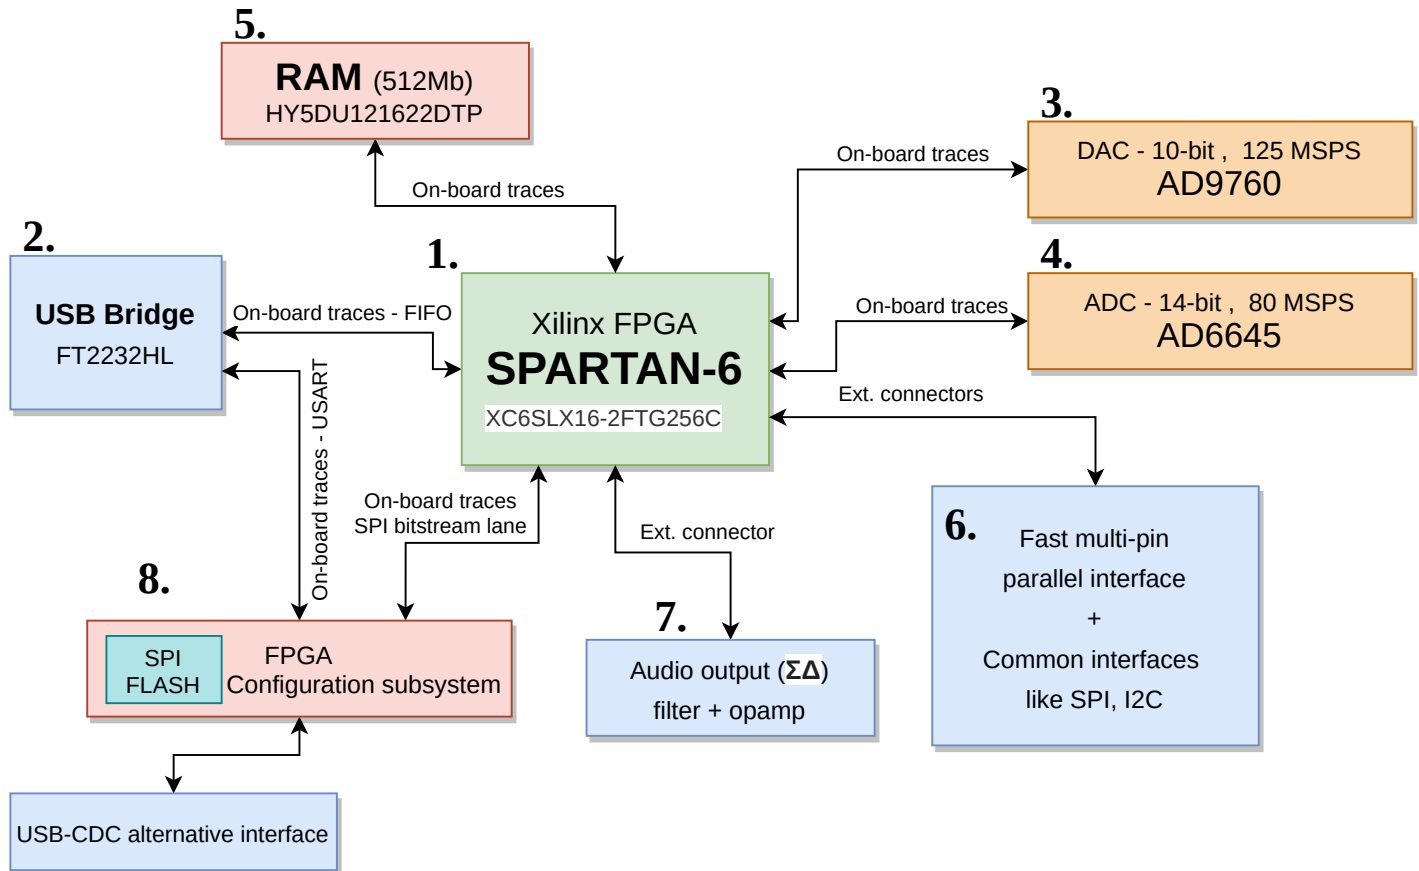 5.
RAM (512Mb)
HY5DU121622DTP
On-board traces
3.
DAC - 10-bit ,  125 MSPS
AD9760
On-board traces
2.
USB Bridge
FT2232HL
On-board traces - FIFO
1.
Xilinx FPGA
SPARTAN-6
XC6SLX16-2FTG256C
4.
ADC - 14-bit ,  80 MSPS
AD6645
On-board traces
Ext. connectors
On-board traces - USART
On-board traces
SPI bitstream lane
Ext. connector
6.
Fast multi-pin
parallel interface
+
Common interfaces
like SPI, I2C
8.
SPI
FLASH
FPGA
Configuration subsystem
7.
Audio output (ΣΔ)
filter + opamp
USB-CDC alternative interface